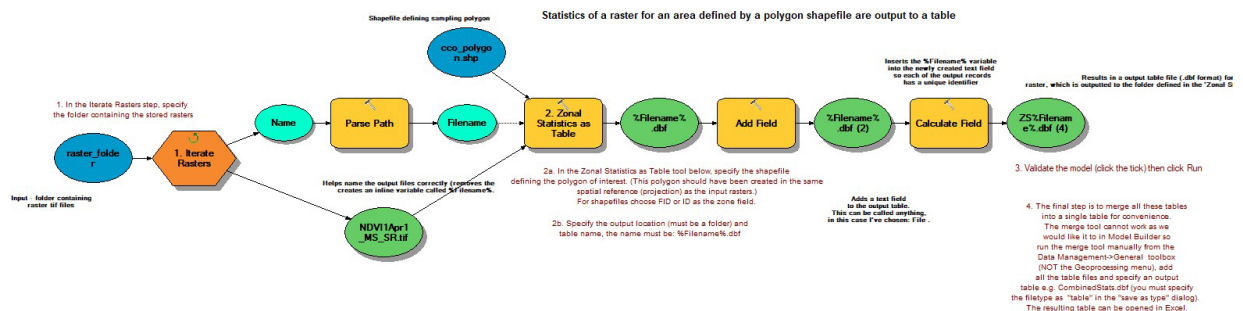 Statistics of a raster for an area defined by a polygon shapefile are output to a table
Shapefile defining sampling polygon
cco_polygo
n.shp
Inserts the %Filename% variable
into the newly created text field
so each of the output records
has a unique identifier
Results in a output table file (.dbf format) for
raster, which is outputted to the folder defined in the "Zonal S
1. In the Iterate Rasters step, specify
the folder containing the stored rasters
raster_folde
r
1. Iterate
Rasters
Name
Parse Path
Filename
2. Zonal
Statistics as
Table
%Filename%
.dbf
Add Field
%Filename%
.dbf (2)
Calculate Field
ZS%Filenam
e%.dbf (4)
Input - folder containing
raster tif files
Helps name the output files correctly (removes the
creates an inline variable called %Filename%.
NDVI1Apr1
_MS_SR.tif
2a. In the Zonal Statistics as Table tool below, specify the shapefile
defining the polygon of interest. (This polygon should have been created in the same
spatial reference (projection) as the input rasters.)
For shapefiles choose FID or ID as the zone field.
2b. Specify the output location (must be a folder) and
table name, the name must be: %Filename%.dbf
Adds a text field
to the output table.
This can be called anything,
in this case I've chosen: File .
3. Validate the model (click the tick) then click Run
4. The final step is to merge all these tables
into a single table for convenience.
The merge tool cannot work as we
would like it to in Model Builder so
run the merge tool manually from the
Data Management->General toolbox
(NOT the Geoprocessing menu), add
all the table files and specify an output
table e.g. CombinedStats.dbf (you must specify
the filetype as "table" in the "save as type" dialog).
The resulting table can be opened in Excel.